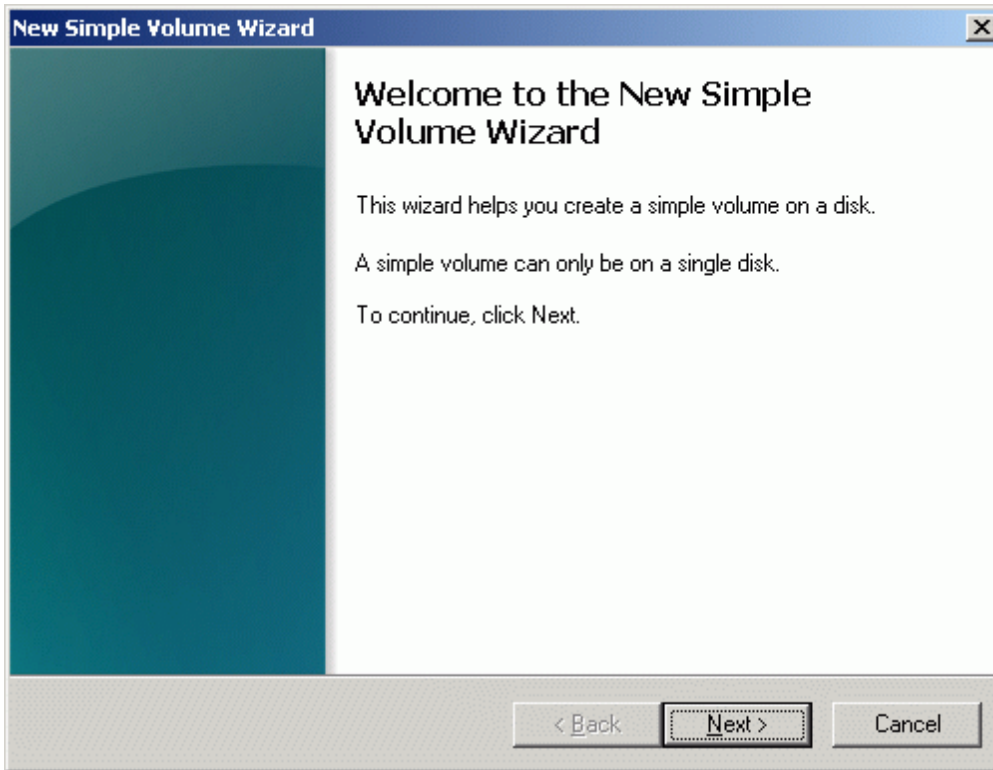 New Simple Volume Wizard
Welcome to the New Simple
Volume Wizard
This wizard helps you create a simple volume on a disk.
A simple volume can only be on a single disk.
To continue, click Next.
< Back
Next >
Cancel